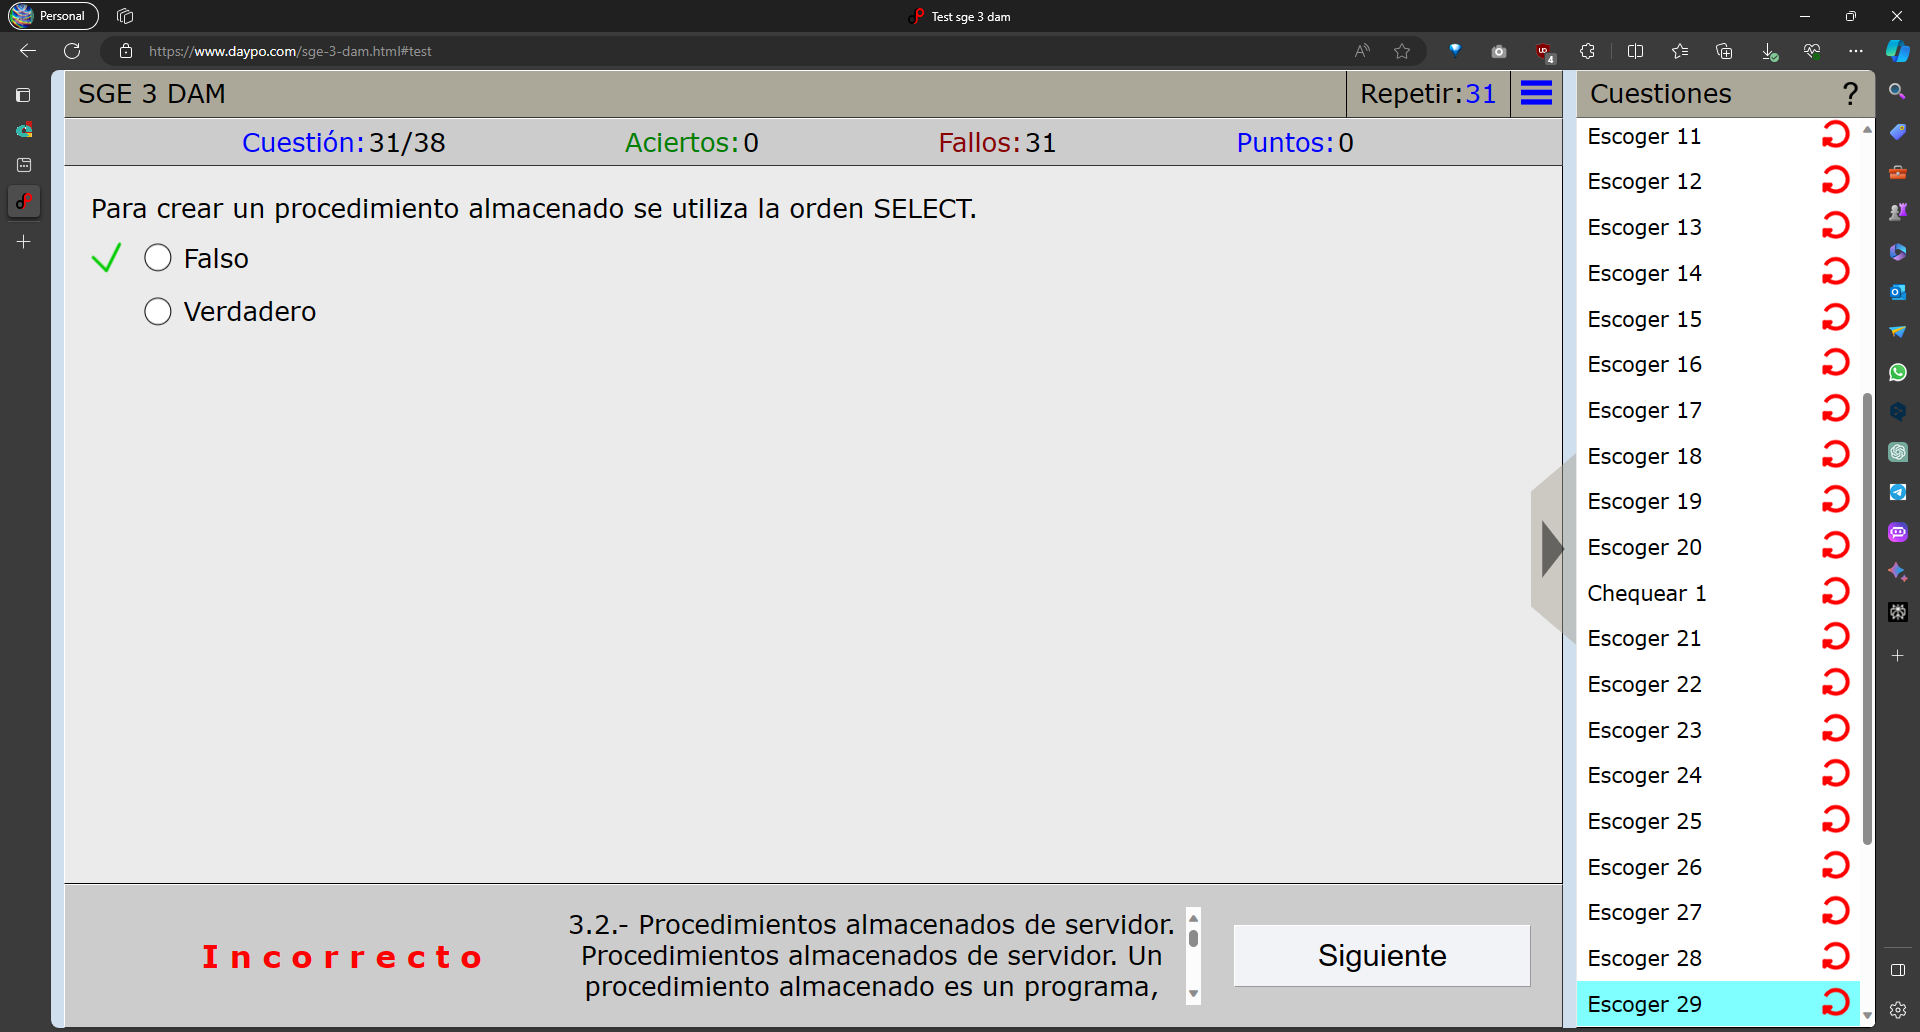 Personal
Test sge 3 dam
https://www.daypo.com/sge-3-dam.html#test
SGE 3 DAM
Repetir:31
Cuestión:31/38
Aciertos:0
Fallos:31
Puntos:0
Para crear un procedimiento almacenado se utiliza la orden SELECT.
Falso
Verdadero
Incorrecto
3.2.- Procedimientos almacenados de servidor.
Procedimientos almacenados de servidor. Un
procedimiento almacenado es un programa,
Siguiente
Cuestiones
?
Escoger 11
Escoger 12
Escoger 13
Escoger 14
Escoger 15
Escoger 16
Escoger 17
Escoger 18
Escoger 19
Escoger 20
Chequear 1
Escoger 21
Escoger 22
Escoger 23
Escoger 24
Escoger 25
Escoger 26
Escoger 27
Escoger 28
Escoger 29
4